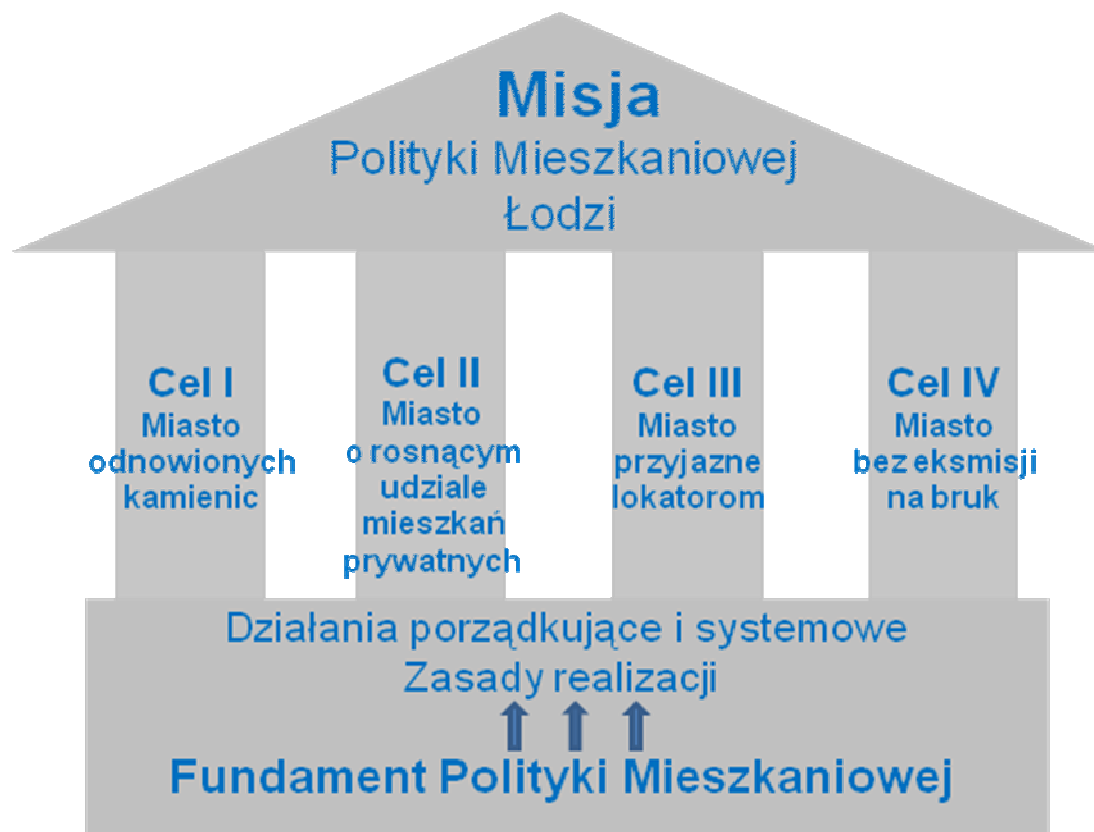 Misja
Polityki Mieszkaniowej
Łodzi
Cel I
Miasto
odnowionych
kamienic
Cel II
Miasto
o rosnącym
udziale
mieszkań
prywatnych
Cel III
Miasto
przyjazne
lokatorom
Cel IV
Miasto
bez eksmisji
na bruk
Działania porządkujące i systemowe
Zasady realizacji
Fundament Polityki Mieszkaniowej